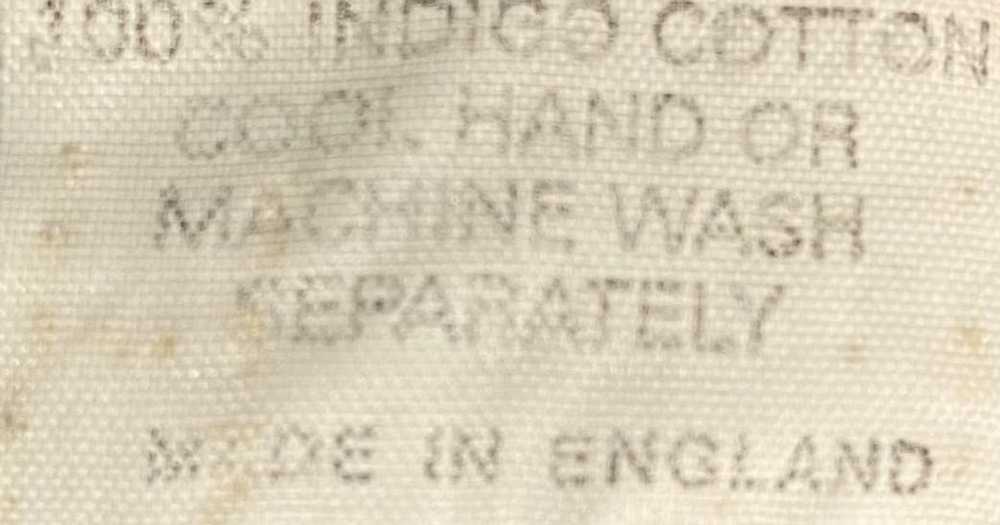 100% INDIGO COTTON
COOL HAND OR
MACHINE WASH
SEPARATELY
MADE IN ENGLAND